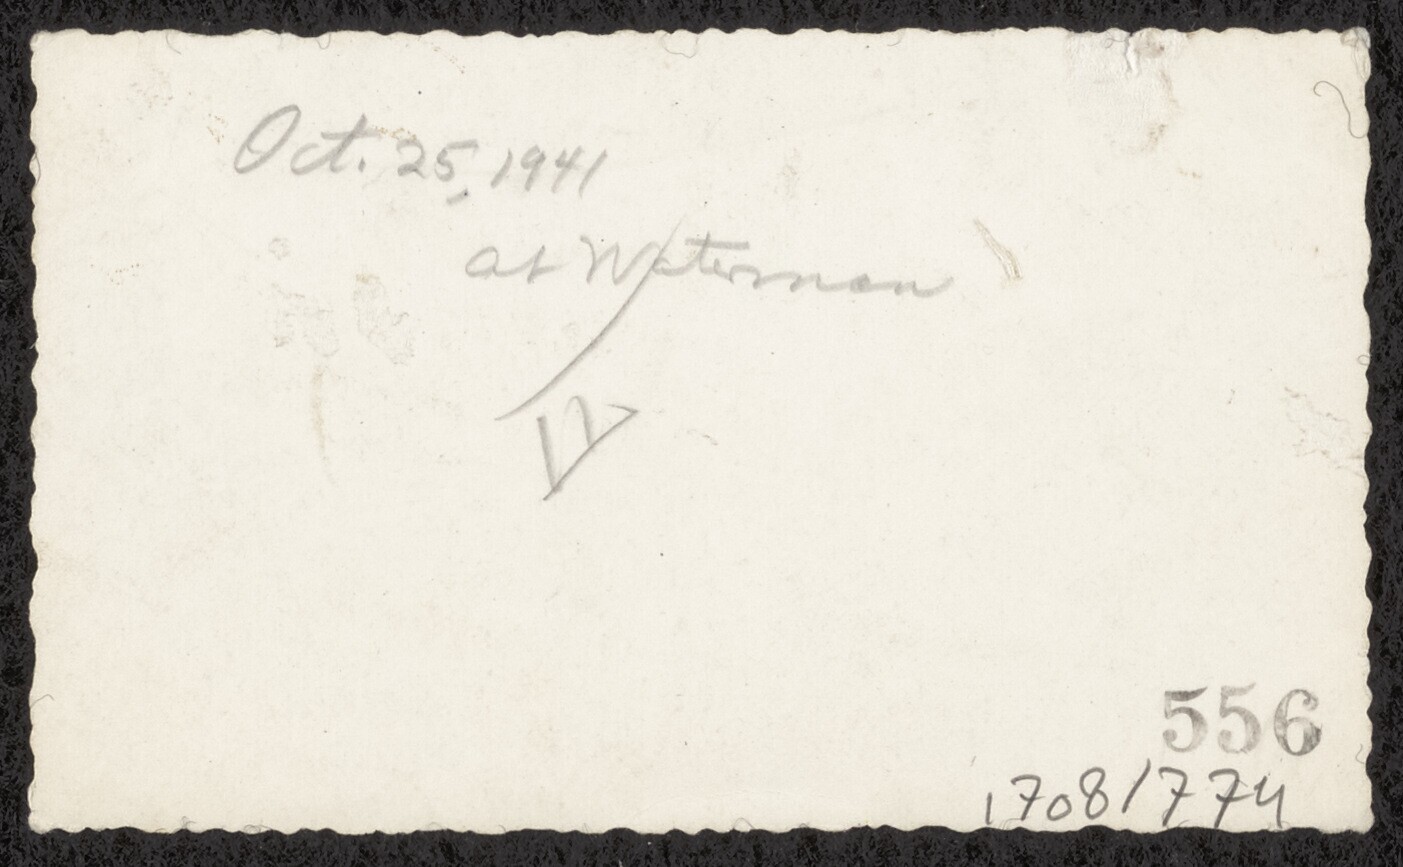 Oct. 25, 1941
at Waterman
556
1708/774